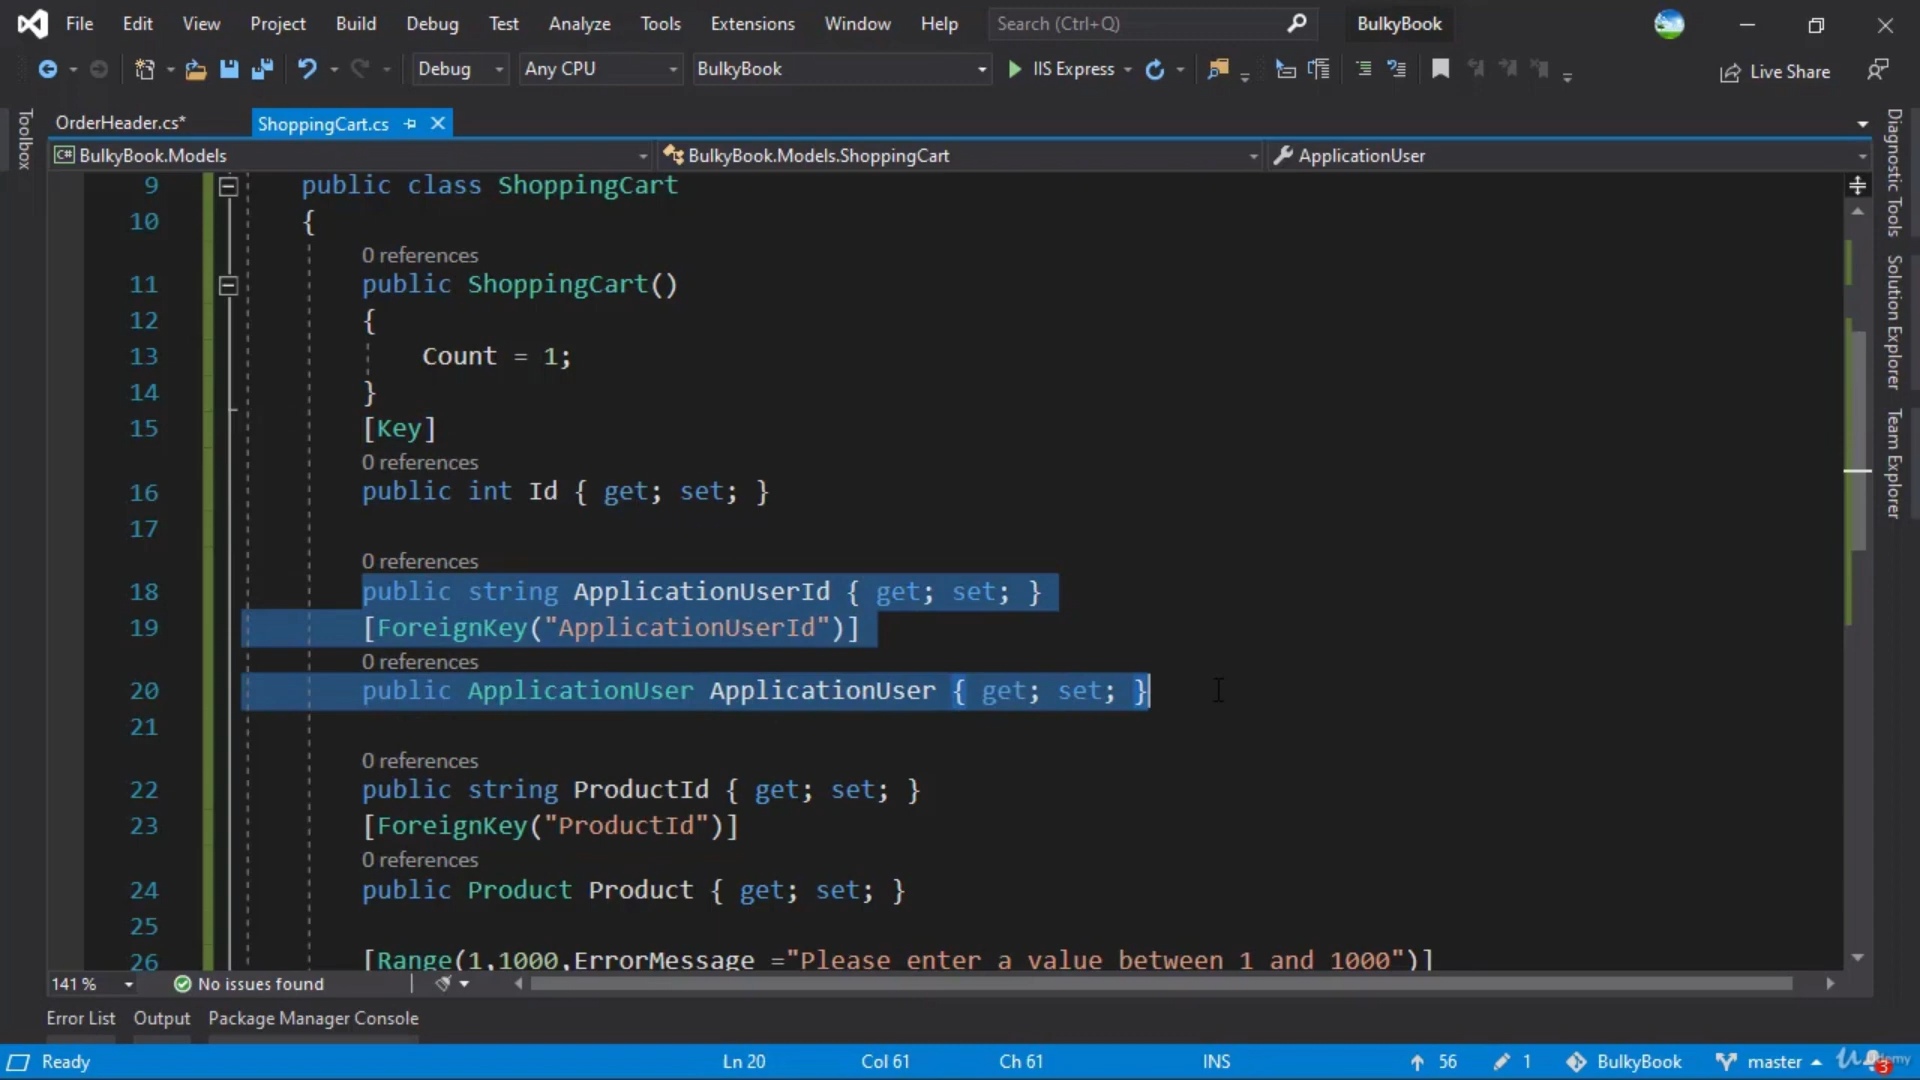 File Edit View Project Build Debug Test Analyze Tools Extensions Window Help Search (Ctrl+Q) BulkyBook
Debug Any CPU BulkyBook IIS Express Live Share
Toolbox
OrderHeader.cs* ShoppingCart.cs
C# BulkyBook.Models BulkyBook.Models.ShoppingCart ApplicationUser
9 public class ShoppingCart
10 {
0 references
11 public ShoppingCart()
12 {
13 Count = 1;
14 }
15 [Key]
0 references
16 public int Id { get; set; }
17
0 references
18 public string ApplicationUserId { get; set; }
19 [ForeignKey("ApplicationUserId")]
0 references
20 public ApplicationUser ApplicationUser { get; set; }
21
0 references
22 public string ProductId { get; set; }
23 [ForeignKey("ProductId")]
0 references
24 public Product Product { get; set; }
25
26 [Range(1,1000,ErrorMessage ="Please enter a value between 1 and 1000")]
Diagnostic Tools
Solution Explorer
Team Explorer
141 % No issues found
Error List Output Package Manager Console
Ready Ln 20 Col 61 Ch 61 INS 56 1 BulkyBook master 3